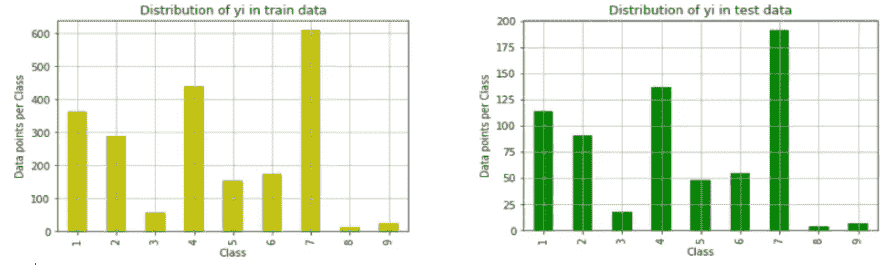 Distribution of yi in train data
Data points per Class
600
500
400
300
200
100
0
1 2 3 4 5 6 7 8 9
Class
Distribution of yi in test data
Data points per Class
200
175
150
125
100
75
50
25
0
1 2 3 4 5 6 7 8 9
Class